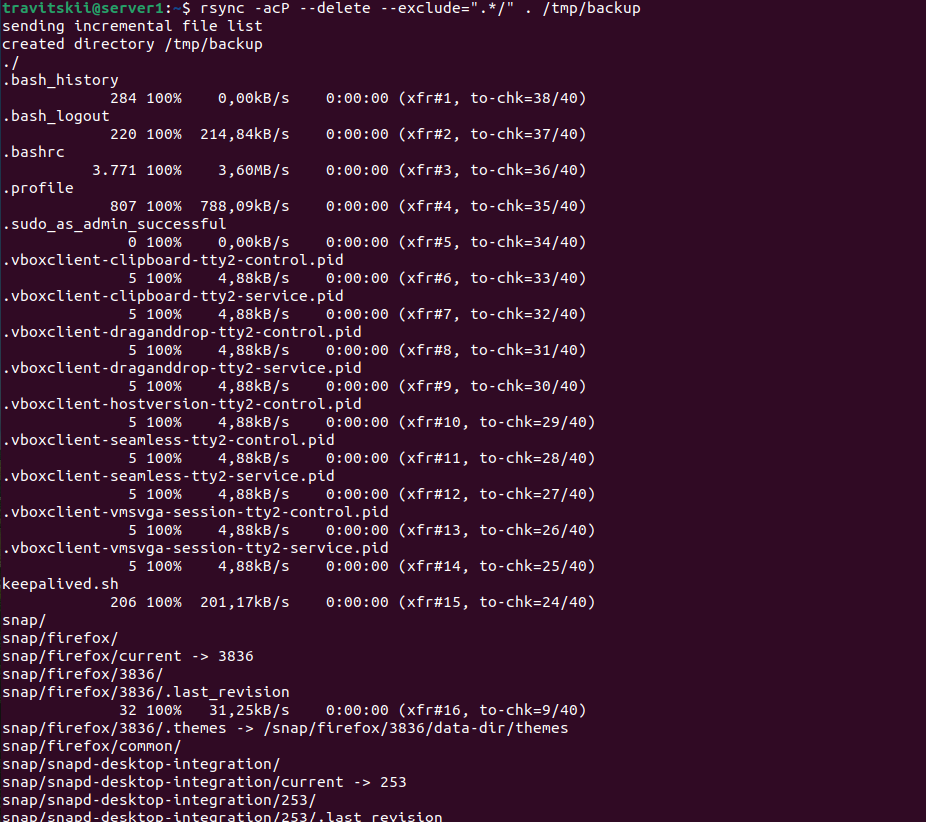 travitskii@server1:~$ rsync -acP --delete --exclude=".*/" . /tmp/backup
sending incremental file list
created directory /tmp/backup
./
.bash_history
            284 100%    0,00kB/s    0:00:00 (xfr#1, to-chk=38/40)
.bash_logout
            220 100%  214,84kB/s    0:00:00 (xfr#2, to-chk=37/40)
.bashrc
          3.771 100%    3,60MB/s    0:00:00 (xfr#3, to-chk=36/40)
.profile
            807 100%  788,09kB/s    0:00:00 (xfr#4, to-chk=35/40)
.sudo_as_admin_successful
              0 100%    0,00kB/s    0:00:00 (xfr#5, to-chk=34/40)
.vboxclient-clipboard-tty2-control.pid
              5 100%    4,88kB/s    0:00:00 (xfr#6, to-chk=33/40)
.vboxclient-clipboard-tty2-service.pid
              5 100%    4,88kB/s    0:00:00 (xfr#7, to-chk=32/40)
.vboxclient-draganddrop-tty2-control.pid
              5 100%    4,88kB/s    0:00:00 (xfr#8, to-chk=31/40)
.vboxclient-draganddrop-tty2-service.pid
              5 100%    4,88kB/s    0:00:00 (xfr#9, to-chk=30/40)
.vboxclient-hostversion-tty2-control.pid
              5 100%    4,88kB/s    0:00:00 (xfr#10, to-chk=29/40)
.vboxclient-seamless-tty2-control.pid
              5 100%    4,88kB/s    0:00:00 (xfr#11, to-chk=28/40)
.vboxclient-seamless-tty2-service.pid
              5 100%    4,88kB/s    0:00:00 (xfr#12, to-chk=27/40)
.vboxclient-vmsvga-session-tty2-control.pid
              5 100%    4,88kB/s    0:00:00 (xfr#13, to-chk=26/40)
.vboxclient-vmsvga-session-tty2-service.pid
              5 100%    4,88kB/s    0:00:00 (xfr#14, to-chk=25/40)
keepalived.sh
            206 100%  201,17kB/s    0:00:00 (xfr#15, to-chk=24/40)
snap/
snap/firefox/
snap/firefox/current -> 3836
snap/firefox/3836/
snap/firefox/3836/.last_revision
             32 100%   31,25kB/s    0:00:00 (xfr#16, to-chk=9/40)
snap/firefox/3836/.themes -> /snap/firefox/3836/data-dir/themes
snap/firefox/common/
snap/snapd-desktop-integration/
snap/snapd-desktop-integration/current -> 253
snap/snapd-desktop-integration/253/
snap/snapd-desktop-integration/253/.last_revision